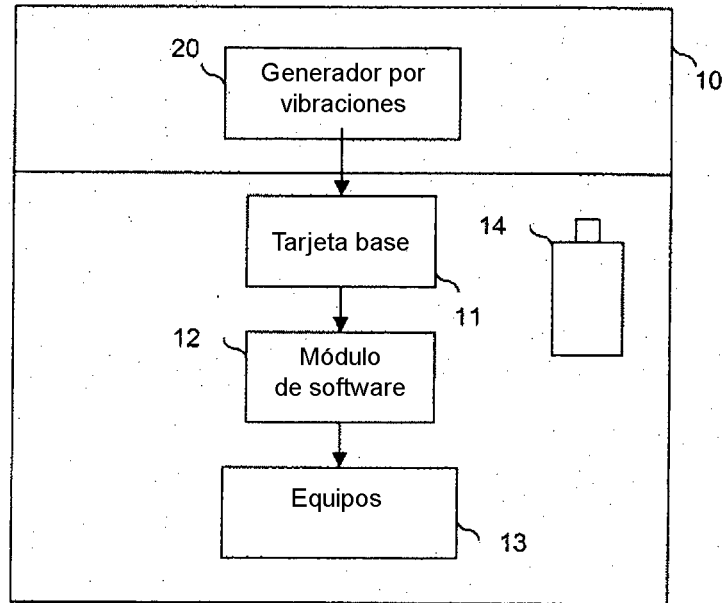 20
Generador por
vibraciones
10
Tarjeta base
14
11
12
Módulo
de software
Equipos
13